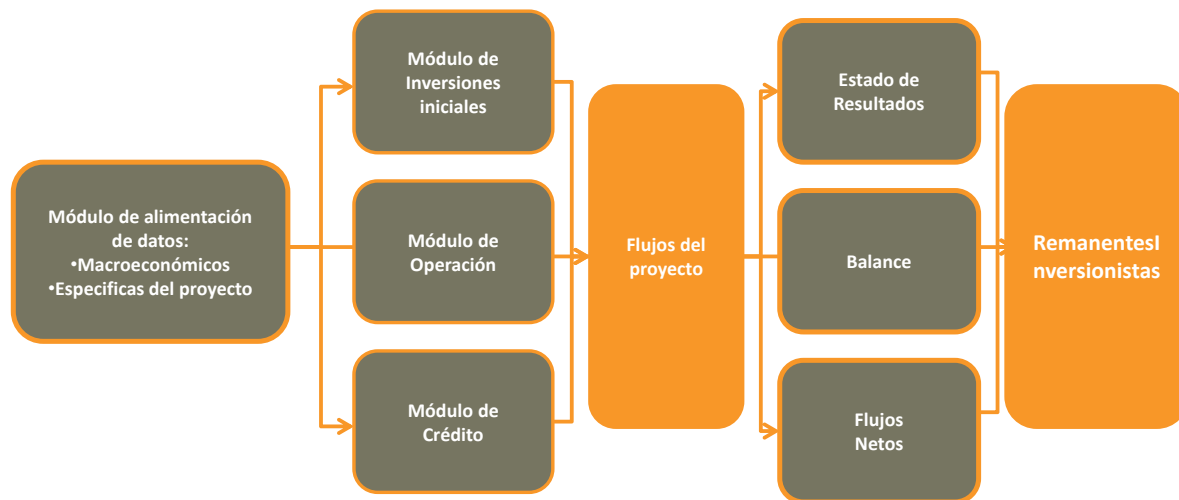 Módulo de alimentación
de datos:
•Macroeconómicos
•Especificas del proyecto
Módulo de
Inversiones
iniciales
Módulo de
Operación
Módulo de
Crédito
Flujos del
proyecto
Estado de
Resultados
Balance
Flujos
Netos
RemanentesI
nversionistas